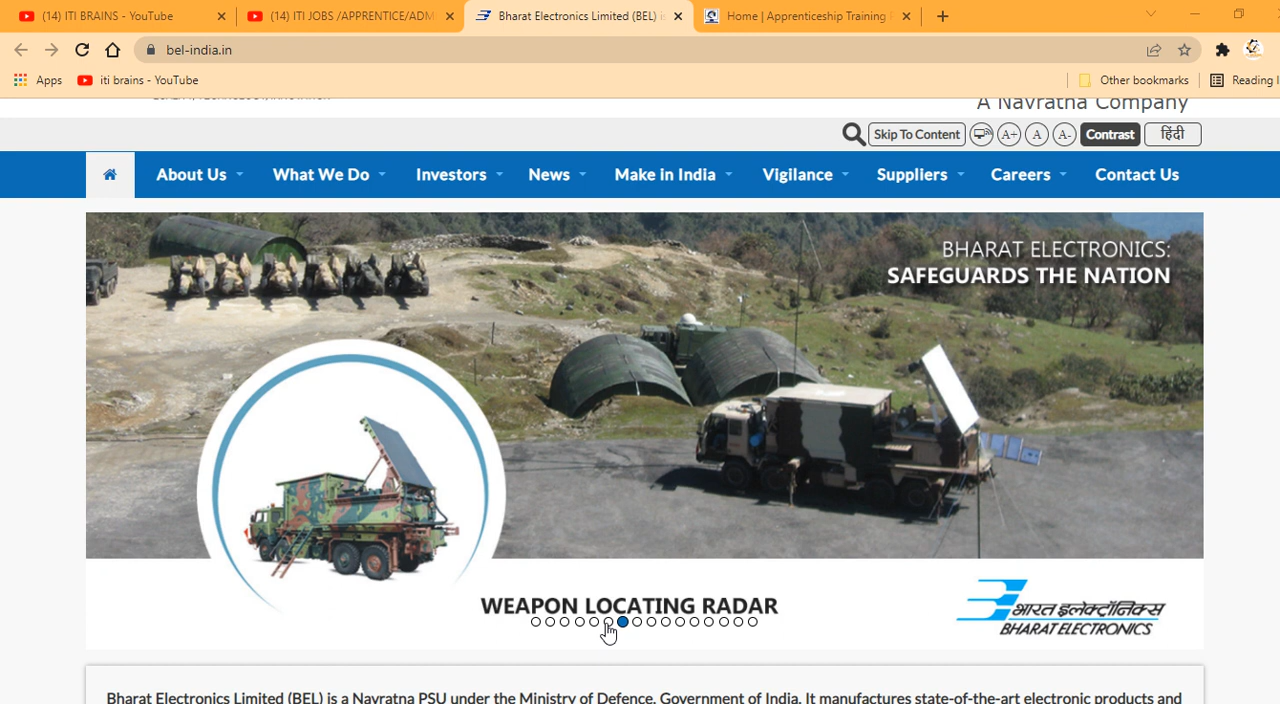 (14) ITI BRAINS - YouTube
(14) ITI JOBS /APPRENTICE/ADM
Bharat Electronics Limited (BEL) i
Home | Apprenticeship Training
bel-india.in
Apps
iti brains - YouTube
Other bookmarks
Reading l
A Navratna Company
Skip To Content
A+
A
A-
Contrast
हिंदी
About Us
What We Do
Investors
News
Make in India
Vigilance
Suppliers
Careers
Contact Us
BHARAT ELECTRONICS:
SAFEGUARDS THE NATION
WEAPON LOCATING RADAR
भारत इलेक्ट्रॉनिक्स
BHARAT ELECTRONICS
Bharat Electronics Limited (BEL) is a Navratna PSU under the Ministry of Defence, Government of India. It manufactures state-of-the-art electronic products and